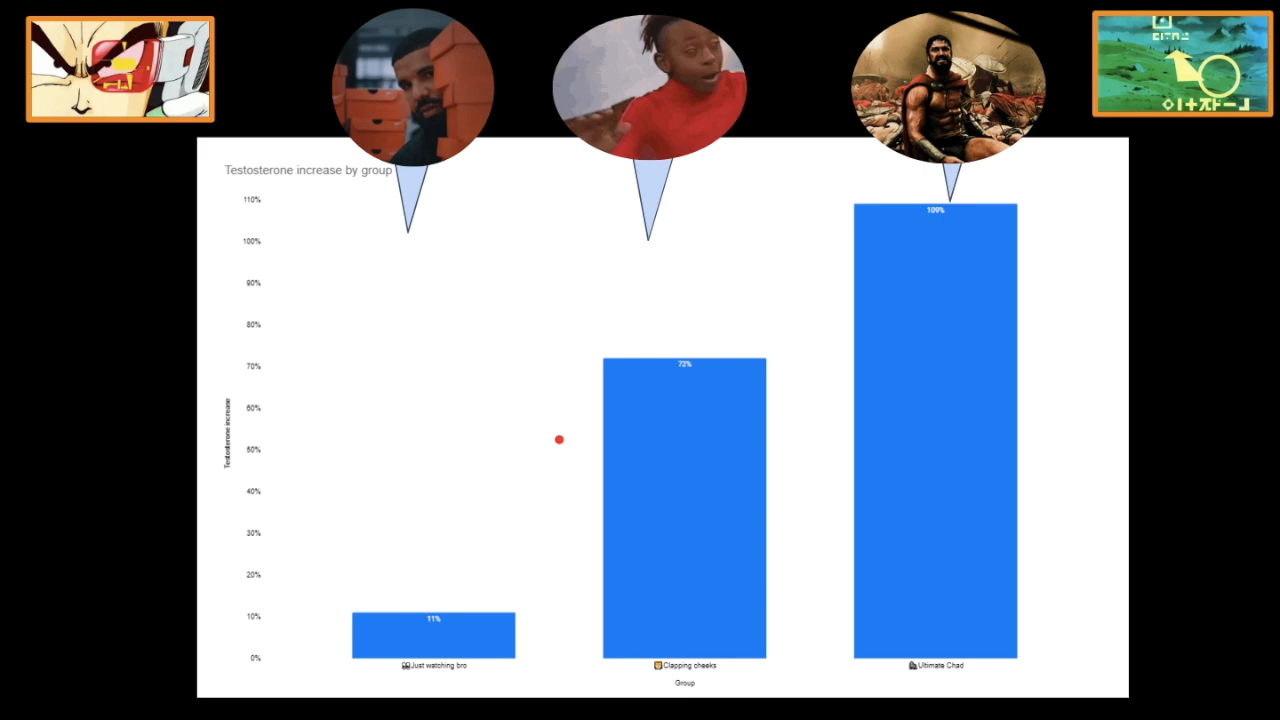 Testosterone increase by group
110%
100%
90%
80%
70%
60%
50%
40%
30%
20%
10%
0%
Testosterone increase
11%
72%
109%
Just watching bro
Clapping cheeks
Ultimate Chad
Group